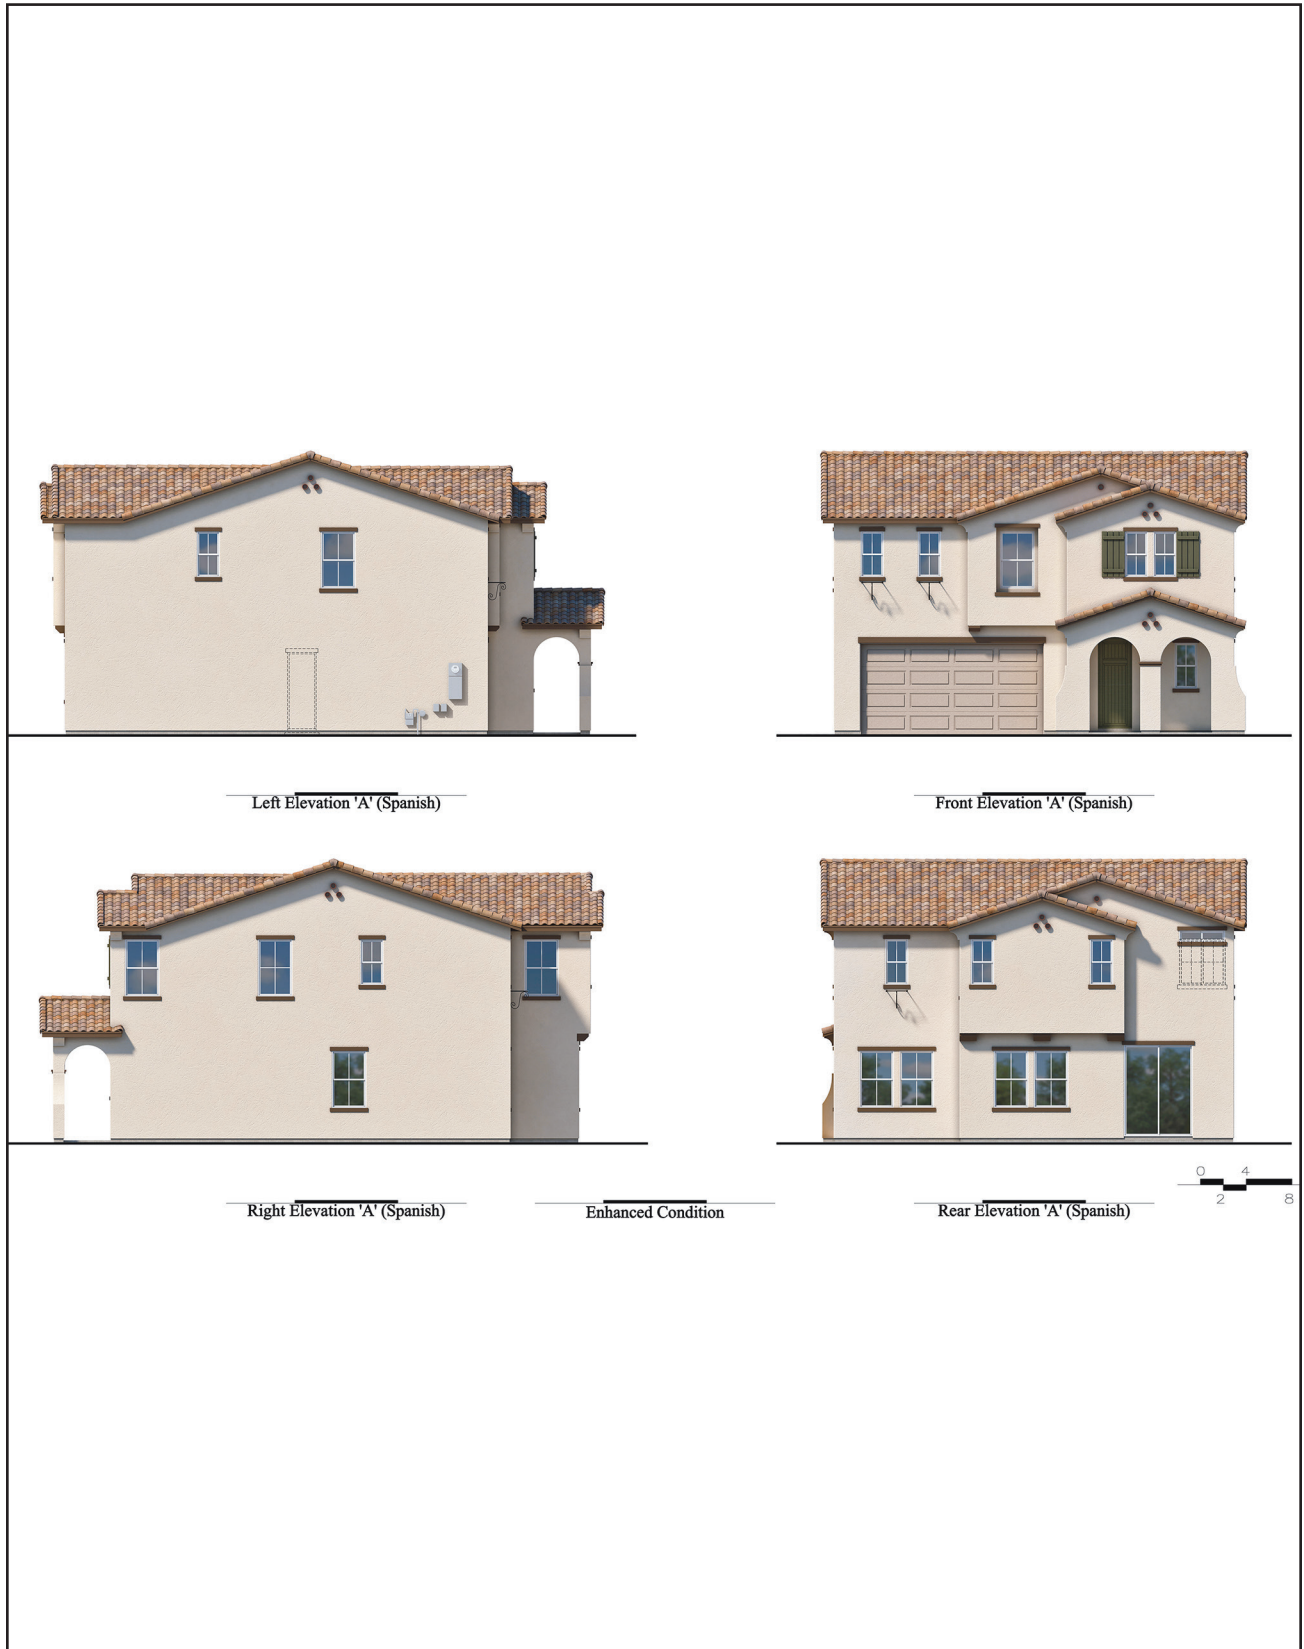 Left Elevation 'A' (Spanish)
Front Elevation 'A' (Spanish)
Right Elevation 'A' (Spanish)
Enhanced Condition
Rear Elevation 'A' (Spanish)
0 4
2 8